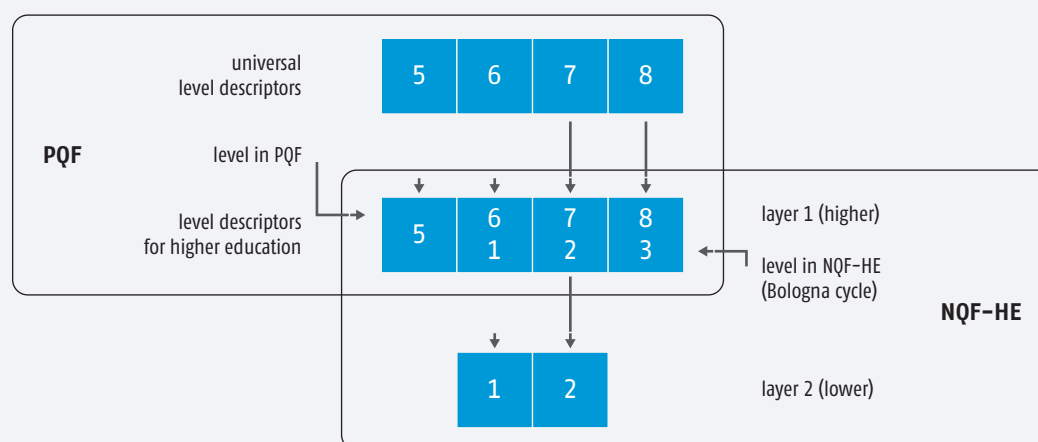 universal
level descriptors
5 6 7 8
PQF
level in PQF
level descriptors
for higher education
5 6 7 8
1 2 3
layer 1 (higher)
level in NQF-HE
(Bologna cycle)
NQF-HE
1 2
layer 2 (lower)